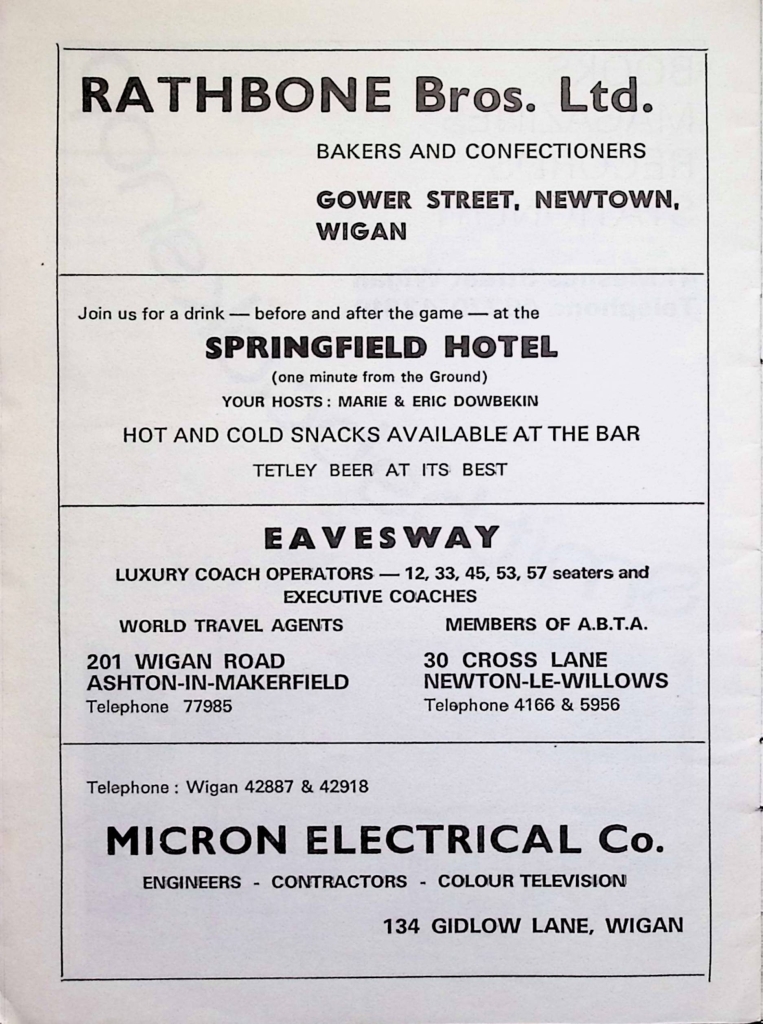 RATHBONE Bros. Ltd.
BAKERS AND CONFECTIONERS
GOWER STREET, NEWTOWN,
WIGAN
Join us for a drink — before and after the game — at the
SPRINGFIELD HOTEL
(one minute from the Ground)
YOUR HOSTS : MARIE & ERIC DOWBEKIN
HOT AND COLD SNACKS AVAILABLE AT THE BAR
TETLEY BEER AT ITS BEST
EAVESWAY
LUXURY COACH OPERATORS — 12, 33, 45, 53, 57 seaters and
EXECUTIVE COACHES
WORLD TRAVEL AGENTS MEMBERS OF A.B.T.A.
201 WIGAN ROAD
ASHTON-IN-MAKERFIELD
Telephone 77985
30 CROSS LANE
NEWTON-LE-WILLOWS
Telephone 4166 & 5956
Telephone : Wigan 42887 & 42918
MICRON ELECTRICAL Co.
ENGINEERS - CONTRACTORS - COLOUR TELEVISION
134 GIDLOW LANE, WIGAN